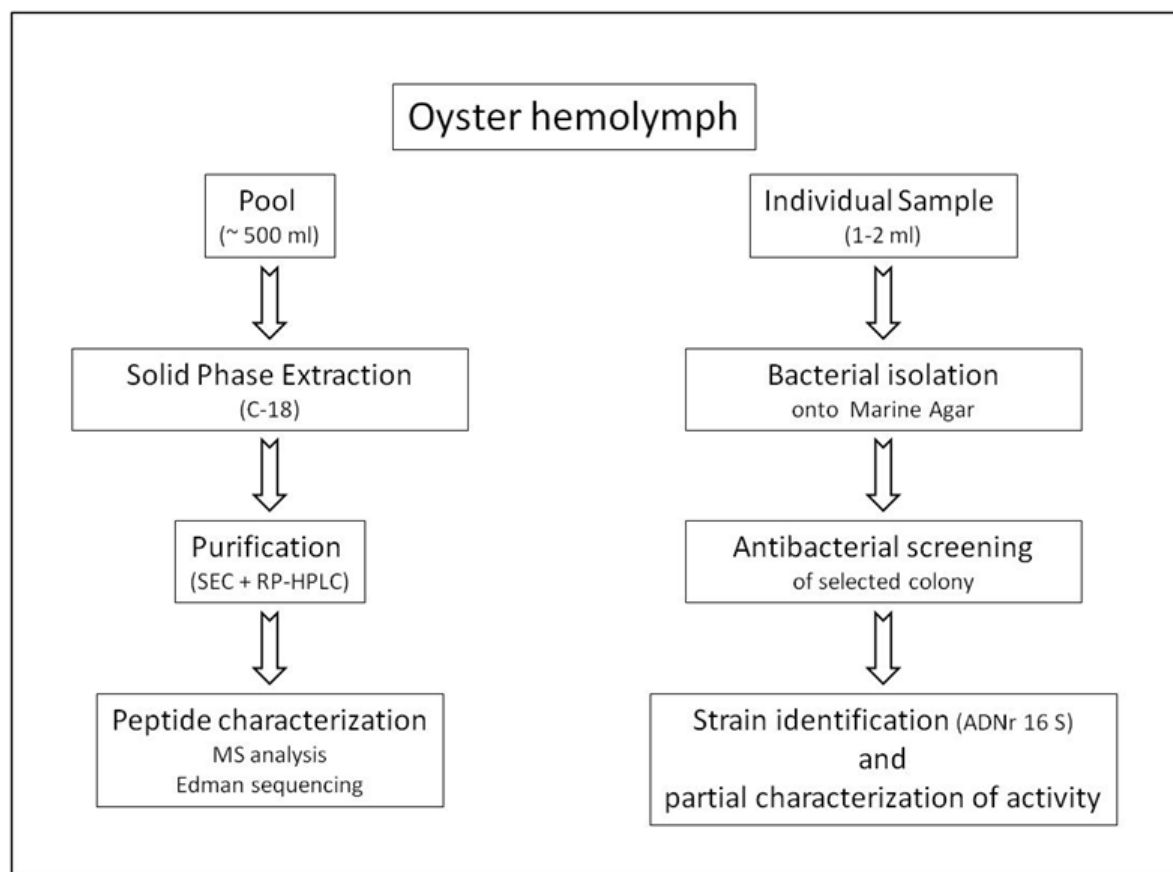 Oyster hemolymph
Pool
(~ 500 ml)
Solid Phase Extraction
(C-18)
Purification
(SEC + RP-HPLC)
Peptide characterization
MS analysis
Edman sequencing
Individual Sample
(1-2 ml)
Bacterial isolation
onto Marine Agar
Antibacterial screening
of selected colony
Strain identification (ADNr 16 S)
and
partial characterization of activity